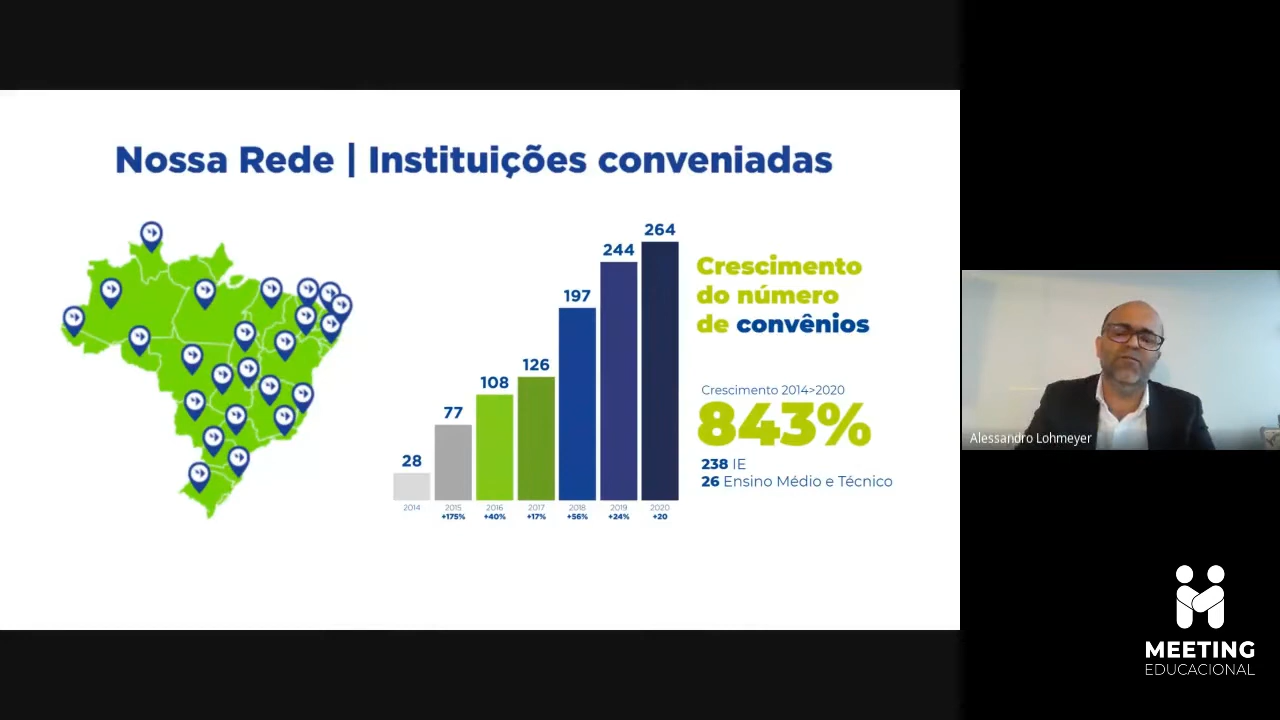 Nossa Rede | Instituições conveniadas
28
77
108
126
197
244
264
2014
2015
2016
2017
2018
2019
2020
+175%
+40%
+17%
+56%
+24%
+20
Crescimento
do número
de convênios
Crescimento 2014>2020
843%
238 IE
26 Ensino Médio e Técnico
Alessandro Lohmeyer
MEETING
EDUCACIONAL